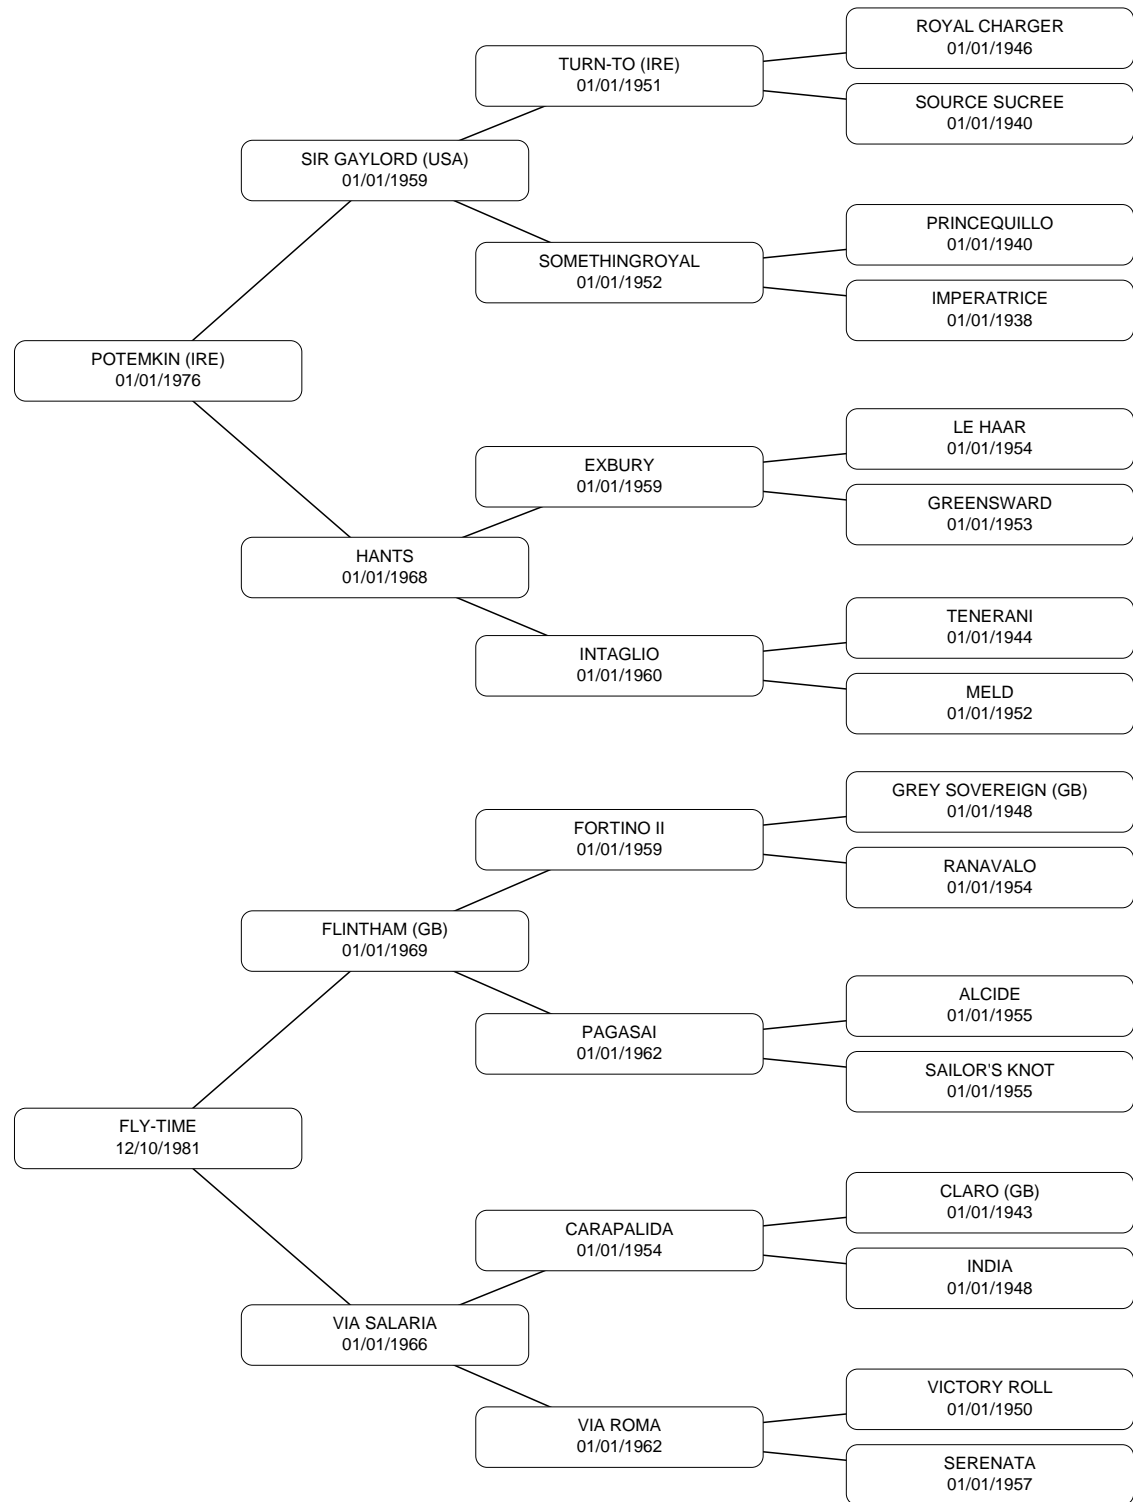 ROYAL CHARGER
01/01/1946
TURN-TO (IRE)
01/01/1951
SOURCE SUCREE
01/01/1940
SIR GAYLORD (USA)
01/01/1959
PRINCEQUILLO
01/01/1940
SOMETHINGROYAL
01/01/1952
IMPERATRICE
01/01/1938
POTEMKIN (IRE)
01/01/1976
LE HAAR
01/01/1954
EXBURY
01/01/1959
GREENSWARD
01/01/1953
HANTS
01/01/1968
TENERANI
01/01/1944
INTAGLIO
01/01/1960
MELD
01/01/1952
GREY SOVEREIGN (GB)
01/01/1948
FORTINO II
01/01/1959
RANAVALO
01/01/1954
FLINTHAM (GB)
01/01/1969
ALCIDE
01/01/1955
PAGASAI
01/01/1962
SAILOR'S KNOT
01/01/1955
FLY-TIME
12/10/1981
CLARO (GB)
01/01/1943
CARAPALIDA
01/01/1954
INDIA
01/01/1948
VIA SALARIA
01/01/1966
VICTORY ROLL
01/01/1950
VIA ROMA
01/01/1962
SERENATA
01/01/1957